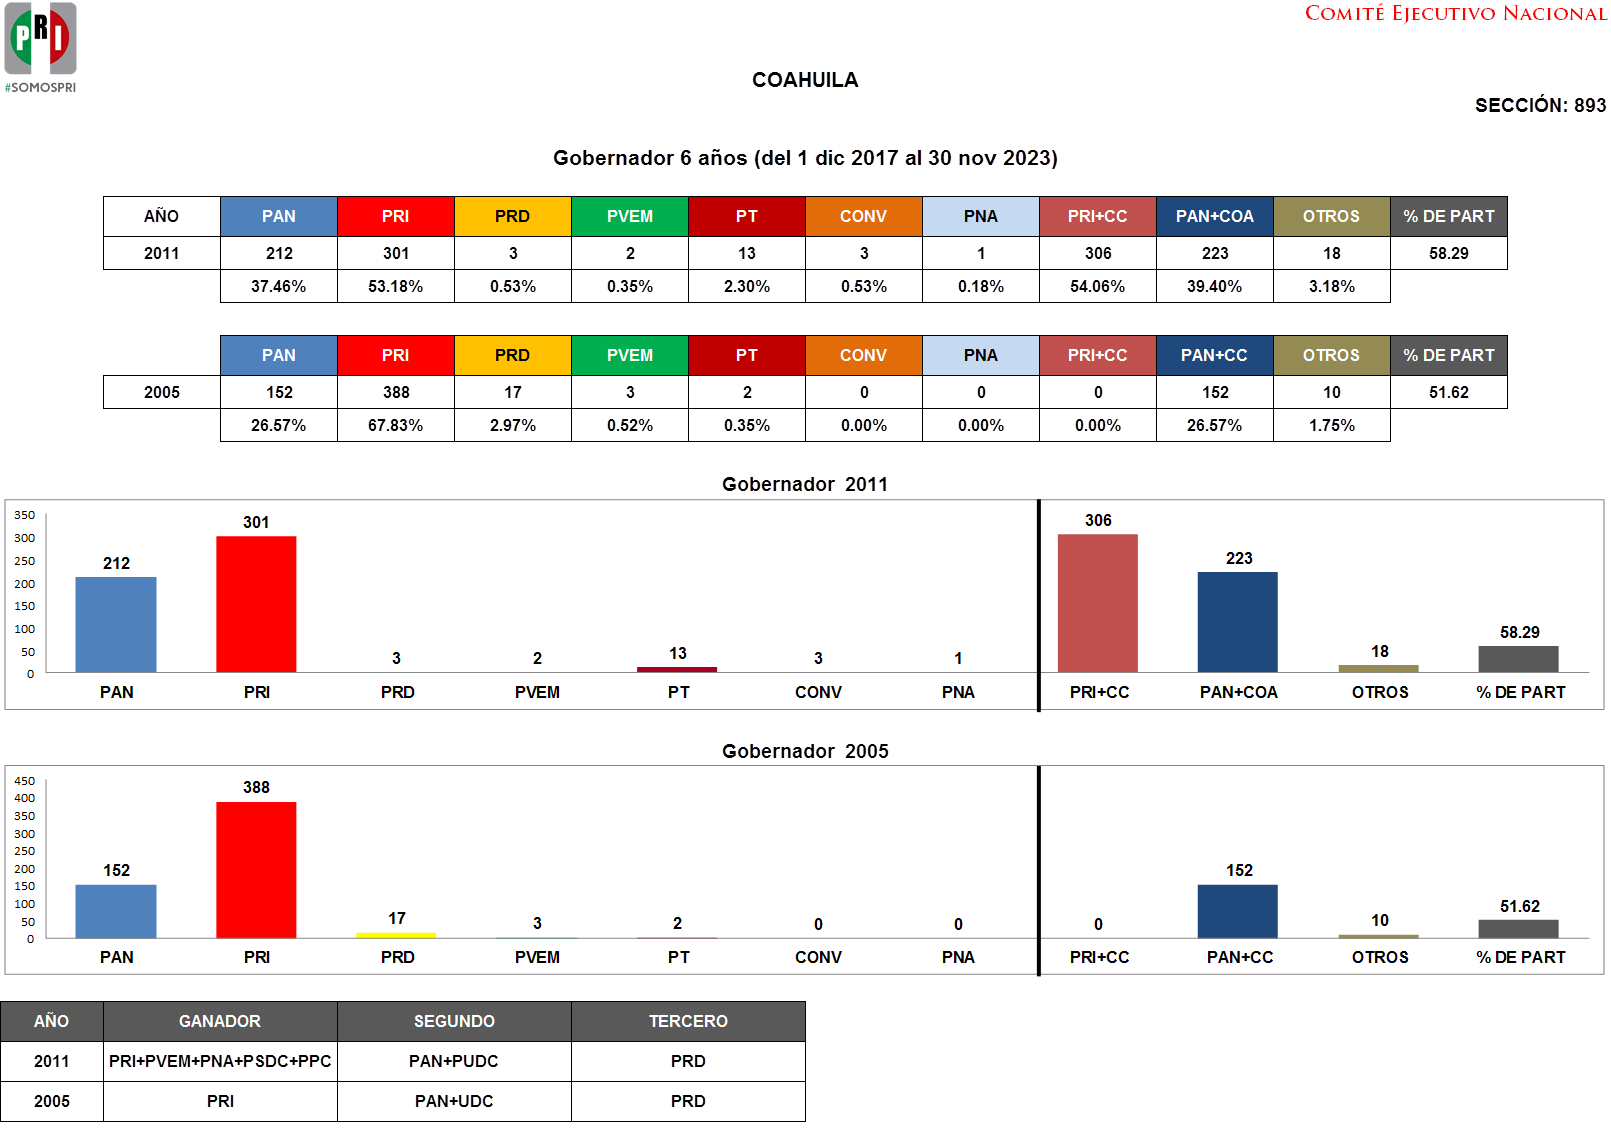 PRI
#SOMOSPRI
COMITÉ EJECUTIVO NACIONAL
COAHUILA
SECCIÓN: 893
Gobernador 6 años (del 1 dic 2017 al 30 nov 2023)
AÑO PAN PRI PRD PVEM PT CONV PNA PRI+CC PAN+COA OTROS % DE PART
2011 212 301 3 2 13 3 1 306 223 18 58.29
37.46% 53.18% 0.53% 0.35% 2.30% 0.53% 0.18% 54.06% 39.40% 3.18%
PAN PRI PRD PVEM PT CONV PNA PRI+CC PAN+CC OTROS % DE PART
2005 152 388 17 3 2 0 0 0 152 10 51.62
26.57% 67.83% 2.97% 0.52% 0.35% 0.00% 0.00% 0.00% 26.57% 1.75%
Gobernador 2011
350
300
250
200
150
100
50
0
212 301 3 2 13 3 1 306 223 18 58.29
PAN PRI PRD PVEM PT CONV PNA PRI+CC PAN+COA OTROS % DE PART
Gobernador 2005
450
400
350
300
250
200
150
100
50
0
152 388 17 3 2 0 0 0 152 10 51.62
PAN PRI PRD PVEM PT CONV PNA PRI+CC PAN+CC OTROS % DE PART
AÑO GANADOR SEGUNDO TERCERO
2011 PRI+PVEM+PNA+PSDC+PPC PAN+PUDC PRD
2005 PRI PAN+UDC PRD